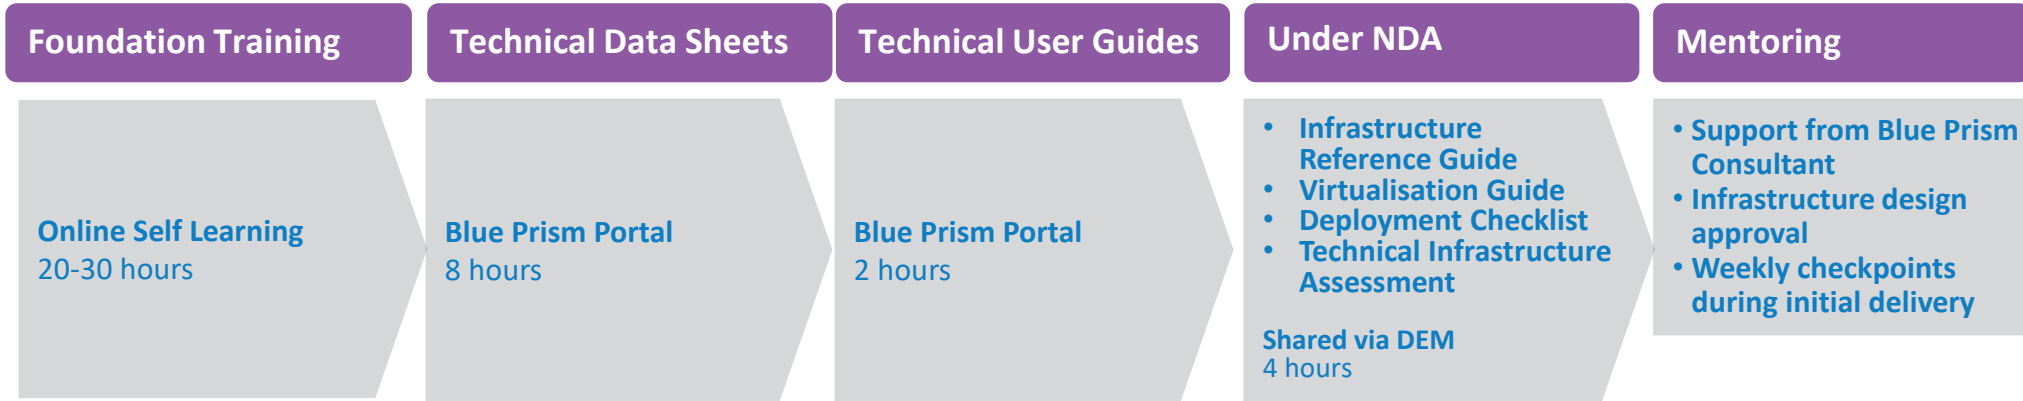 Foundation Training
Technical Data Sheets
Technical User Guides
Under NDA
Mentoring
Online Self Learning
20-30 hours
Blue Prism Portal
8 hours
Blue Prism Portal
2 hours
• Infrastructure
Reference Guide
• Virtualisation Guide
• Deployment Checklist
• Technical Infrastructure
Assessment
Shared via DEM
4 hours
• Support from Blue Prism
Consultant
• Infrastructure design
approval
• Weekly checkpoints
during initial delivery